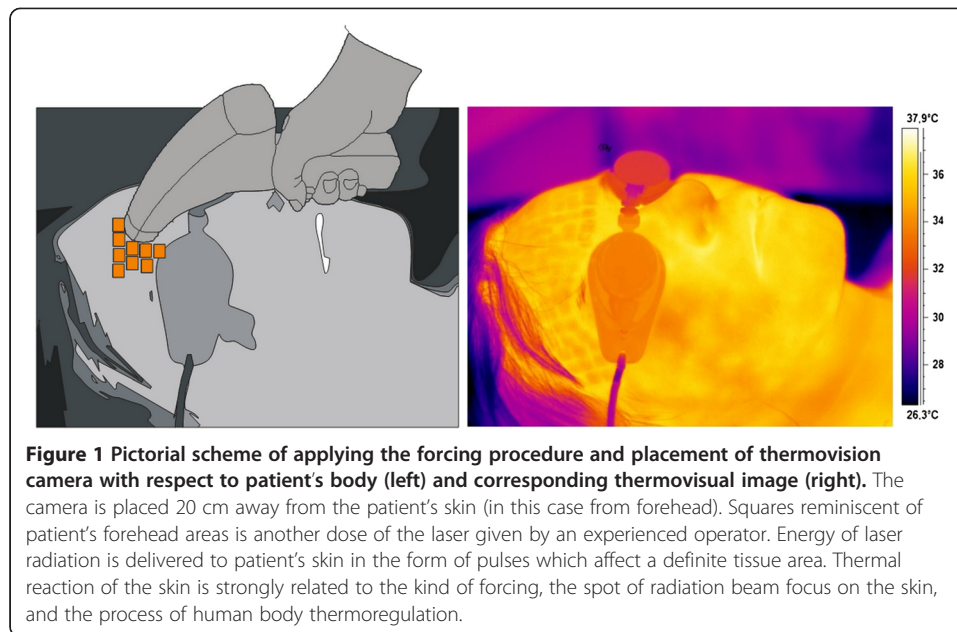 37,9°C
36
34
32
30
28
26,3°C
Figure 1 Pictorial scheme of applying the forcing procedure and placement of thermovision
camera with respect to patient's body (left) and corresponding thermovisual image (right). The
camera is placed 20 cm away from the patient's skin (in this case from forehead). Squares reminiscent of
patient's forehead areas is another dose of the laser given by an experienced operator. Energy of laser
radiation is delivered to patient's skin in the form of pulses which affect a definite tissue area. Thermal
reaction of the skin is strongly related to the kind of forcing, the spot of radiation beam focus on the skin,
and the process of human body thermoregulation.